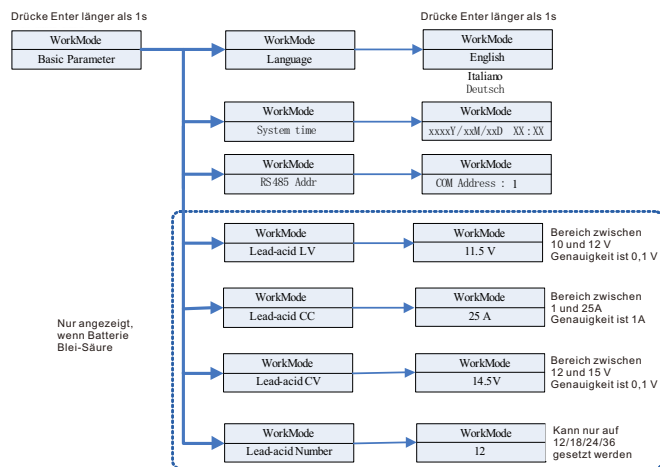 Drücke Enter länger als 1s
Drücke Enter länger als 1s
WorkMode
Basic Parameter
WorkMode
Language
WorkMode
English
Italiano
Deutsch
WorkMode
System time
WorkMode
xxxxY/xxM/xxD XX:XX
WorkMode
RS485 Addr
WorkMode
COM Address : 1
Nur angezeigt,
wenn Batterie
Blei-Säure
WorkMode
Lead-acid LV
WorkMode
11.5 V
Bereich zwischen
10 und 12 V
Genauigkeit ist 0,1 V
WorkMode
Lead-acid CC
WorkMode
25 A
Bereich zwischen
1 und 25A
Genauigkeit ist 1A
WorkMode
Lead-acid CV
WorkMode
14.5V
Bereich zwischen
12 und 15 V
Genauigkeit ist 0,1 V
WorkMode
Lead-acid Number
WorkMode
12
Kann nur auf
12/18/24/36
gesetzt werden